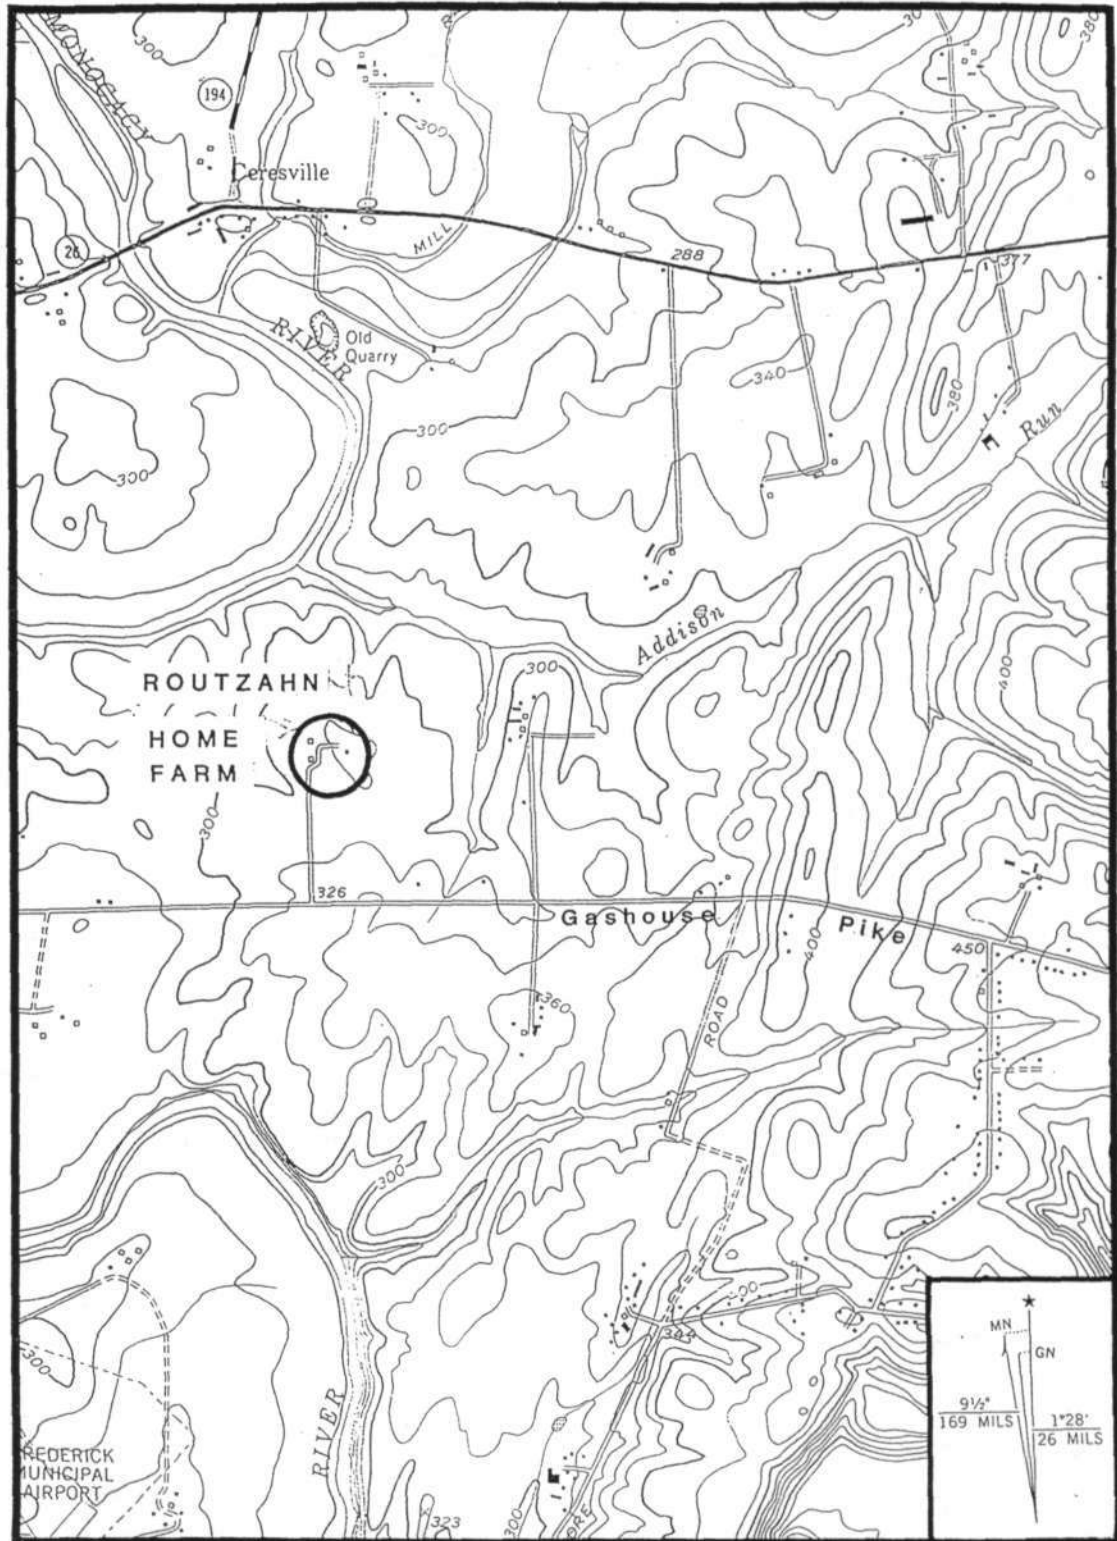 MONOCACY
300
380
194
300
Ceresville
MILL
26
288
377
RIVER
Old
Quarry
340
380
Run
300
300
Addison
400
300
ROUTZAHN
HOME
FARM
300
326
Gashouse
Pike
450
400
360
ROAD
300
344
300
RIVER
FREDERICK
MUNICIPAL
AIRPORT
323
300
MN
GN
9½°
169 MILS
1°28'
26 MILS